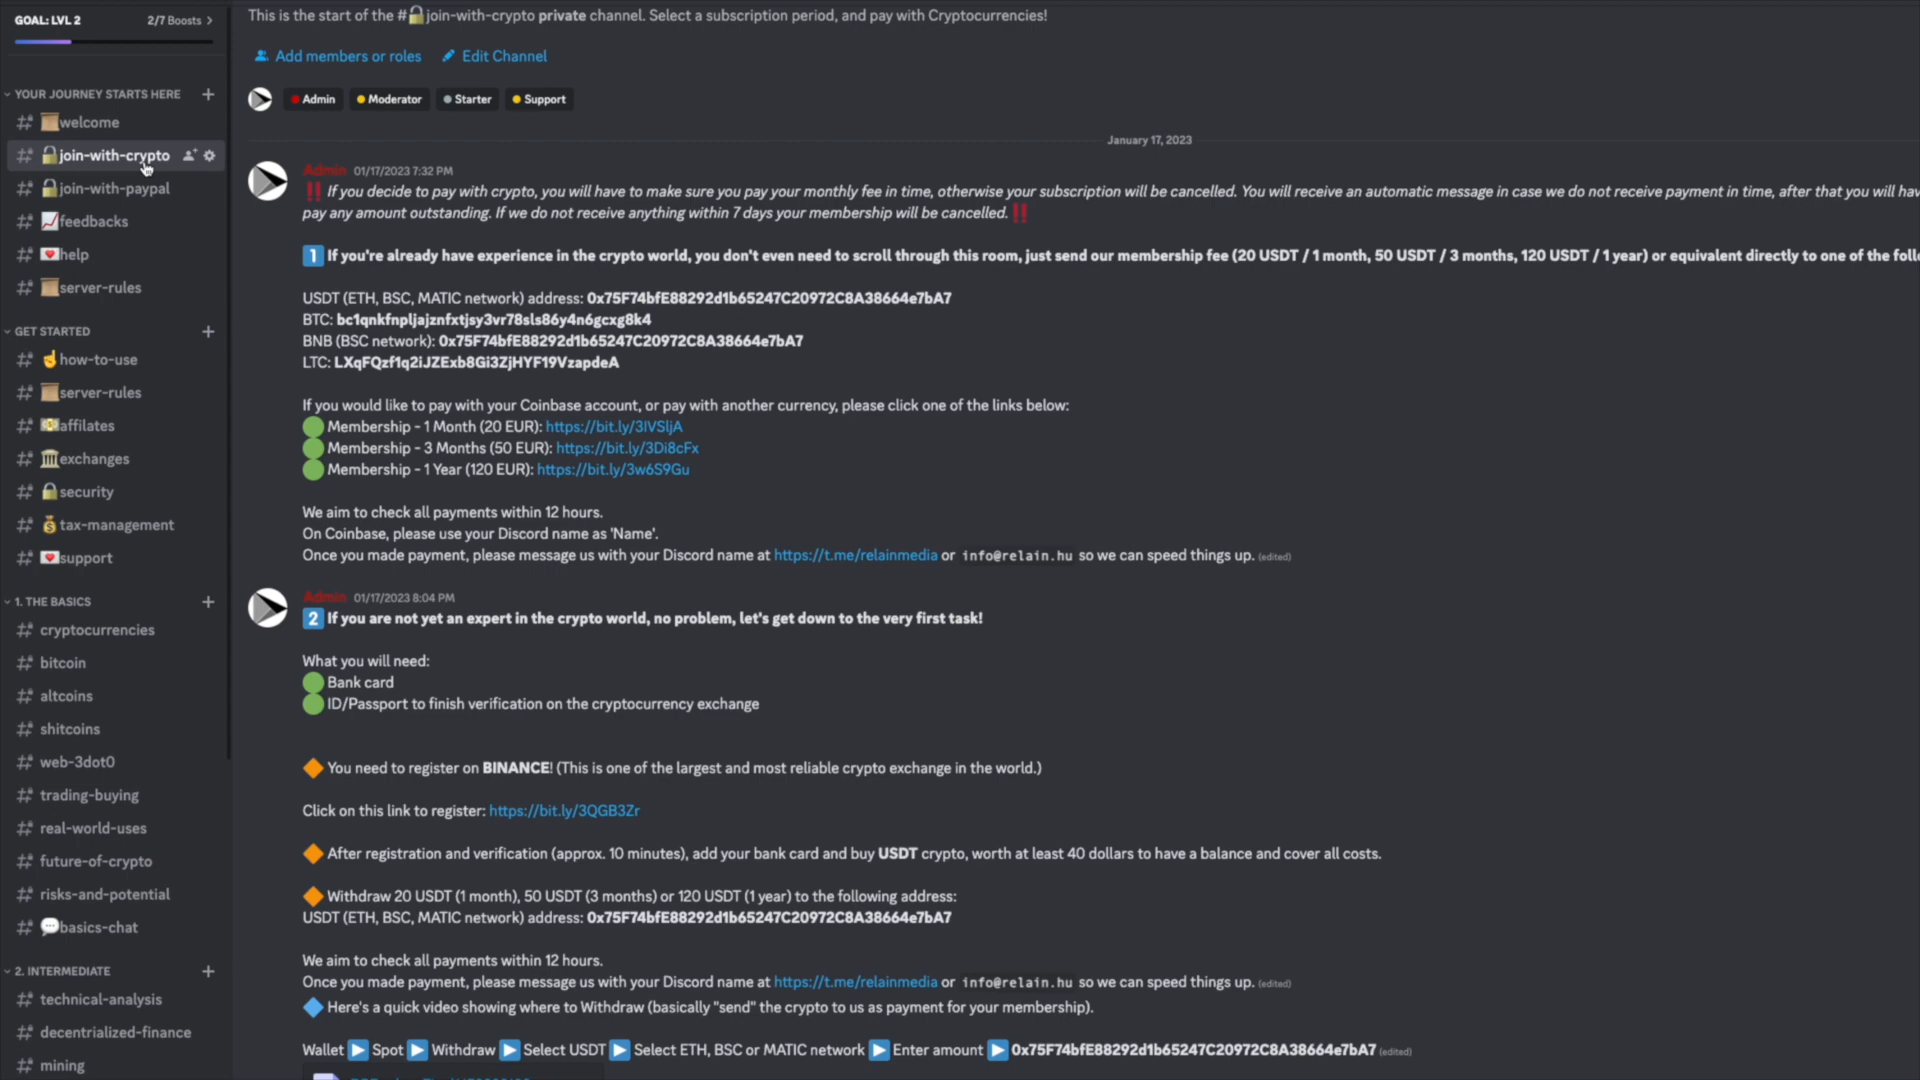 GOAL: LVL 2
2/7 Boosts
YOUR JOURNEY STARTS HERE
welcome
join-with-crypto
join-with-paypal
feedbacks
help
server-rules
GET STARTED
how-to-use
server-rules
affiliates
exchanges
security
tax-management
support
1. THE BASICS
cryptocurrencies
bitcoin
altcoins
shitcoins
web-3dot0
trading-buying
real-world-uses
future-of-crypto
risks-and-potential
basics-chat
2. INTERMEDIATE
technical-analysis
decentrialized-finance
mining
This is the start of the #🔒join-with-crypto private channel. Select a subscription period, and pay with Cryptocurrencies!
Add members or roles
Edit Channel
Admin
Moderator
Starter
Support
January 17, 2023
Admin 01/17/2023 7:32 PM
‼️ If you decide to pay with crypto, you will have to make sure you pay your monthly fee in time, otherwise your subscription will be cancelled. You will receive an automatic message in case we do not receive payment in time, after that you will hav
pay any amount outstanding. If we do not receive anything within 7 days your membership will be cancelled. ‼️
1 If you're already have experience in the crypto world, you don't even need to scroll through this room, just send our membership fee (20 USDT / 1 month, 50 USDT / 3 months, 120 USDT / 1 year) or equivalent directly to one of the follo
USDT (ETH, BSC, MATIC network) address: 0x75F74bfE88292d1b65247C20972C8A38664e7bA7
BTC: bc1qnkfnpljajznfxtjsy3vr78sls86y4n6gcxg8k4
BNB (BSC network): 0x75F74bfE88292d1b65247C20972C8A38664e7bA7
LTC: LXqFQzf1q2iJZExb8Gi3ZjHYF19VzapdeA
If you would like to pay with your Coinbase account, or pay with another currency, please click one of the links below:
Membership - 1 Month (20 EUR): https://bit.ly/3IVSljA
Membership - 3 Months (50 EUR): https://bit.ly/3Di8cFx
Membership - 1 Year (120 EUR): https://bit.ly/3w6S9Gu
We aim to check all payments within 12 hours.
On Coinbase, please use your Discord name as 'Name'.
Once you made payment, please message us with your Discord name at https://t.me/relainmedia or info@relain.hu so we can speed things up. (edited)
Admin 01/17/2023 8:04 PM
2 If you are not yet an expert in the crypto world, no problem, let's get down to the very first task!
What you will need:
Bank card
ID/Passport to finish verification on the cryptocurrency exchange
You need to register on BINANCE! (This is one of the largest and most reliable crypto exchange in the world.)
Click on this link to register: https://bit.ly/3QGB3Zr
After registration and verification (approx. 10 minutes), add your bank card and buy USDT crypto, worth at least 40 dollars to have a balance and cover all costs.
Withdraw 20 USDT (1 month), 50 USDT (3 months) or 120 USDT (1 year) to the following address:
USDT (ETH, BSC, MATIC network) address: 0x75F74bfE88292d1b65247C20972C8A38664e7bA7
We aim to check all payments within 12 hours.
Once you made payment, please message us with your Discord name at https://t.me/relainmedia or info@relain.hu so we can speed things up. (edited)
Here's a quick video showing where to Withdraw (basically "send" the crypto to us as payment for your membership).
Wallet ▶ Spot ▶ Withdraw ▶ Select USDT ▶ Select ETH, BSC or MATIC network ▶ Enter amount ▶ 0x75F74bfE88292d1b65247C20972C8A38664e7bA7 (edited)